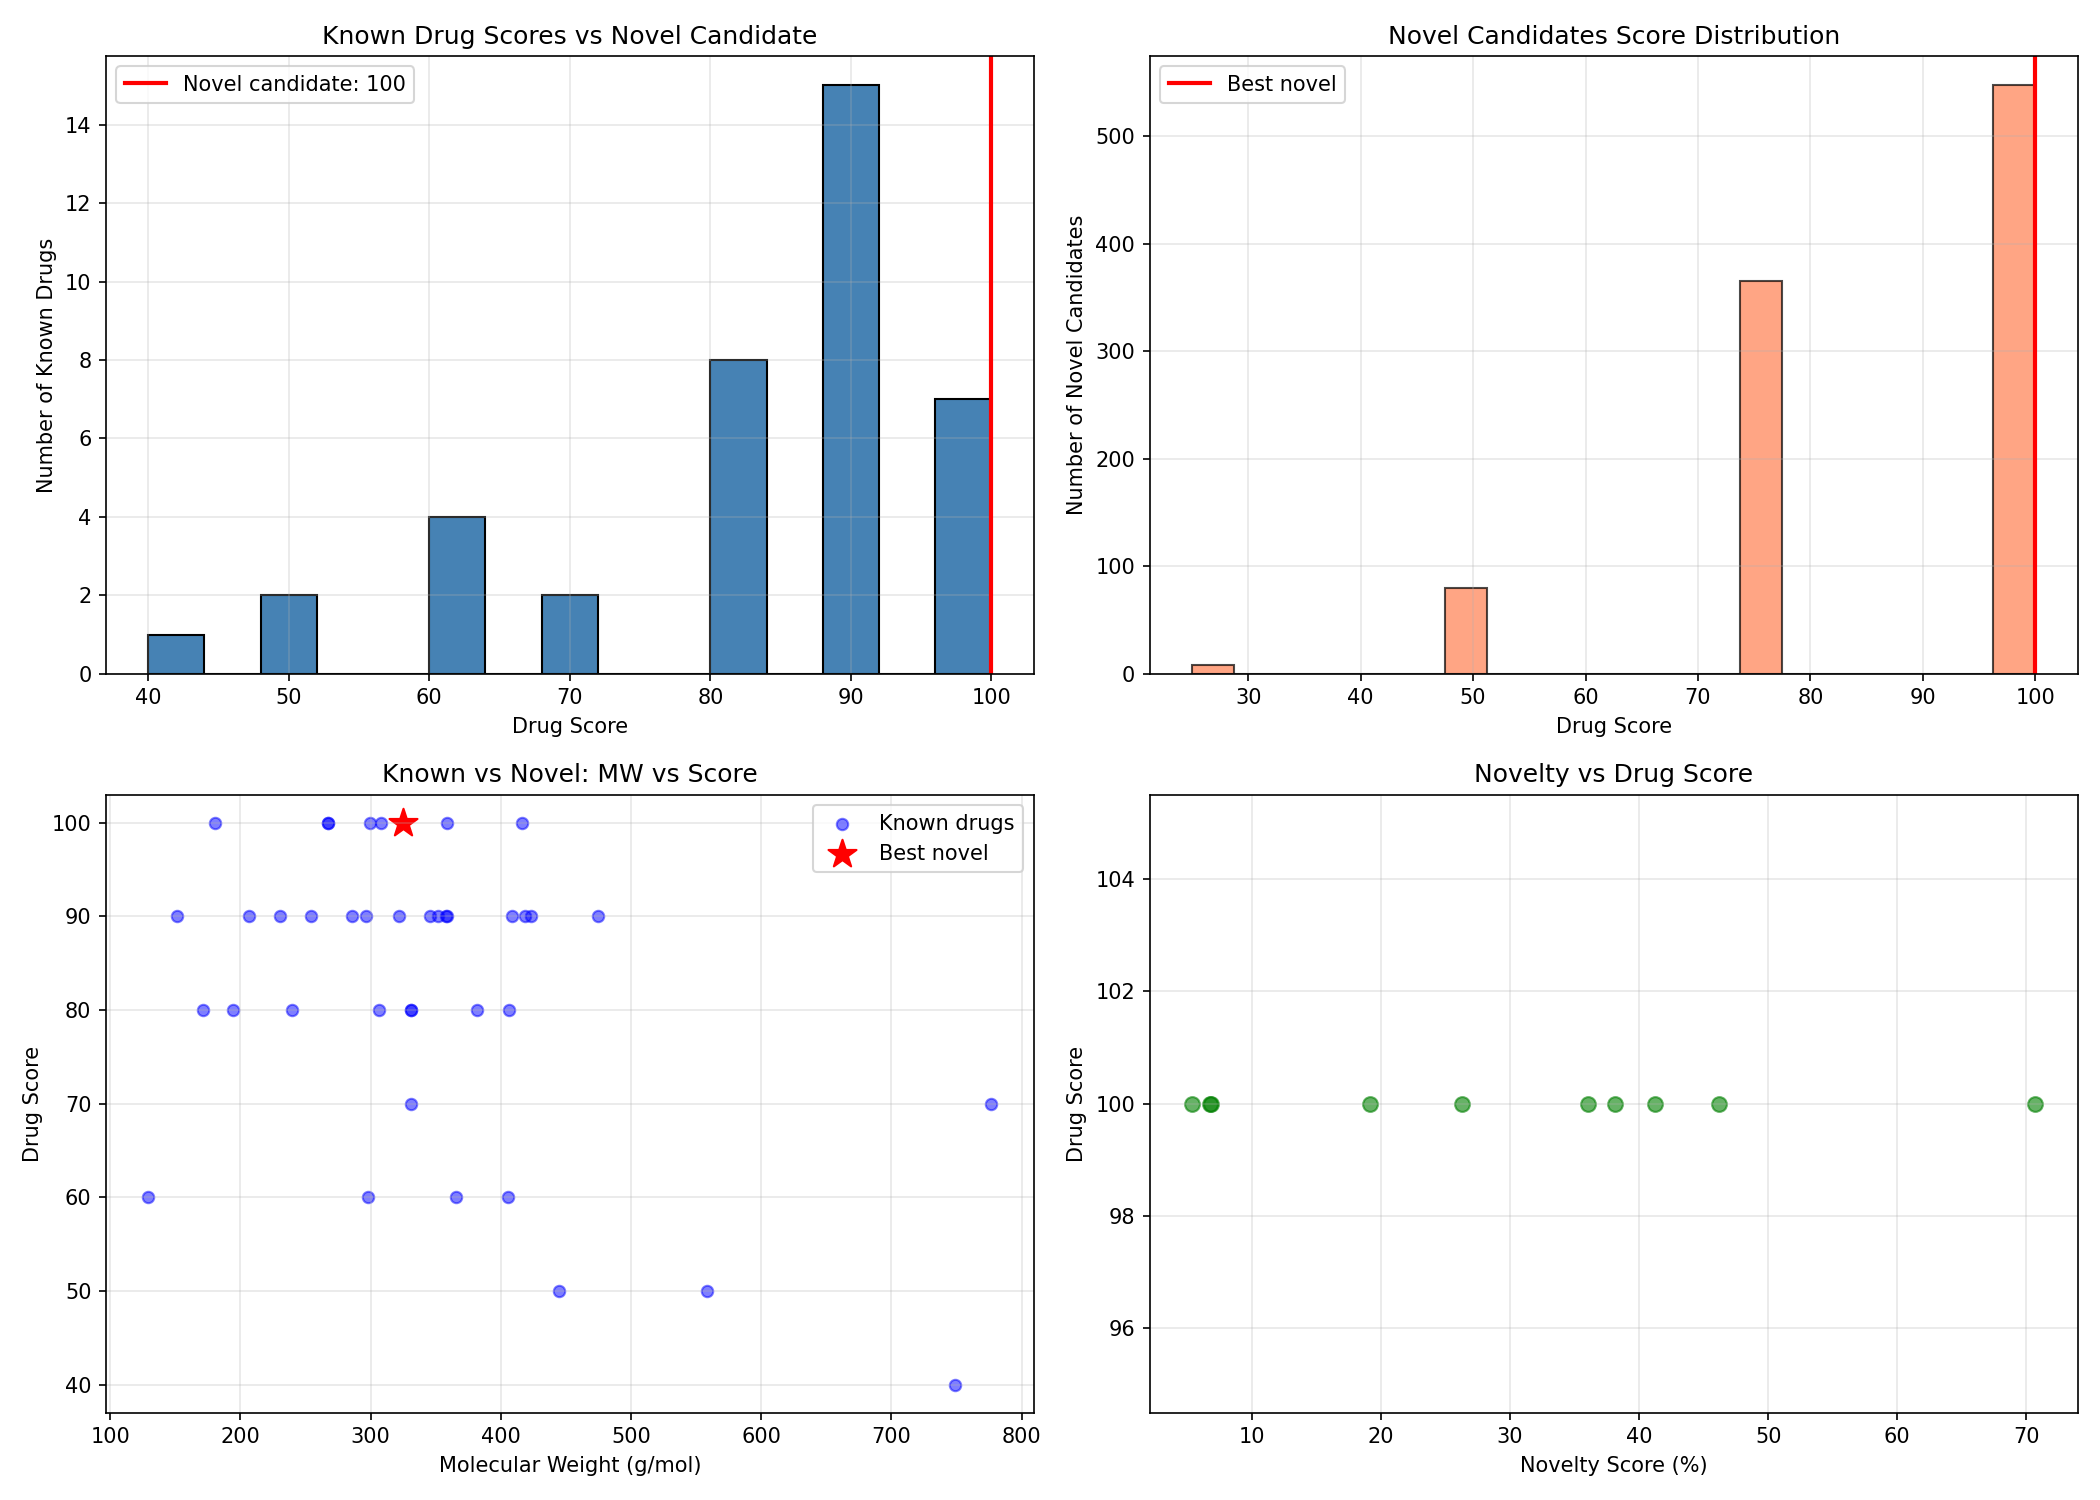 Known Drug Scores vs Novel Candidate
Novel candidate: 100
Number of Known Drugs
14
12
10
8
6
4
2
0
40 50 60 70 80 90 100
Drug Score
Novel Candidates Score Distribution
Best novel
Number of Novel Candidates
500
400
300
200
100
0
30 40 50 60 70 80 90 100
Drug Score
Known vs Novel: MW vs Score
Known drugs
Best novel
Drug Score
100
90
80
70
60
50
40
100 200 300 400 500 600 700 800
Molecular Weight (g/mol)
Novelty vs Drug Score
Drug Score
104
102
100
98
96
10 20 30 40 50 60 70
Novelty Score (%)